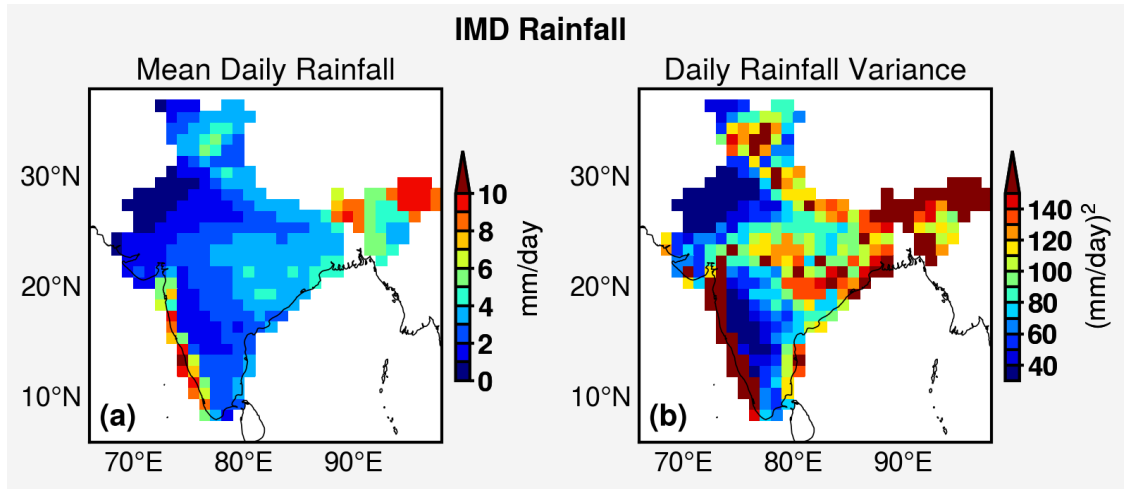 IMD Rainfall
Mean Daily Rainfall
30°N
20°N
10°N
(a)
70°E 80°E 90°E
10
8
6
4
2
0
mm/day
Daily Rainfall Variance
30°N
20°N
10°N
(b)
70°E 80°E 90°E
140
120
100
80
60
40
(mm/day)²